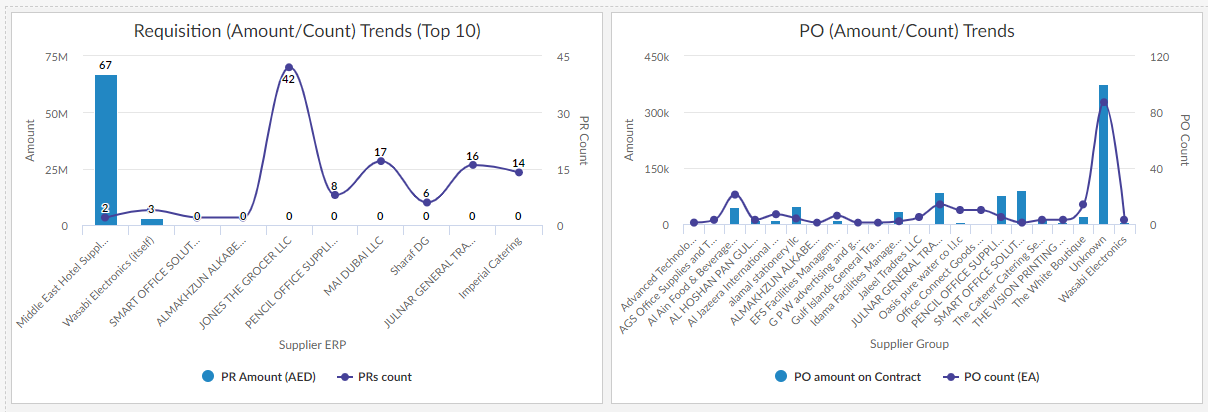 Requisition (Amount/Count) Trends (Top 10)
75M
50M
25M
0
Amount
45
30
15
0
PR Count
67
2
3
0
0
42
0
8
0
17
0
6
0
16
0
14
0
Middle East Hotel Suppl...
Wasabi Electronics (itself)
SMART OFFICE SOLUT...
ALMAKHZUN ALKABE...
JONES THE GROCER LLC
PENCIL OFFICE SUPPLI...
MAI DUBAI LLC
Sharaf DG
JULNAR GENERAL TRA...
Imperial Catering
Supplier ERP
PR Amount (AED)
PRs count
PO (Amount/Count) Trends
450k
300k
150k
0
Amount
120
80
40
0
PO Count
Advanced Technolo...
AGS Office Supplies and T...
Al Ain Food & Beverage...
AL HOSHAN PAN GUL...
Al Jazeera International ...
alamal stationery llc
ALMAKHZUN ALKABE...
EFS Facilities Managem...
G P W advertising and g...
Gulf Islands General Tra...
Idama Facilities Manage...
Jaleel Tradres LLC
JULNAR GENERAL TRA...
Oasis pure water co l.l.c
Office Connect Goods ...
PENCIL OFFICE SUPPLI...
SMART OFFICE SOLUT...
The Caterer Catering Se...
THE VISION PRINTING ...
The White Boutique
Unknown
Wasabi Electronics
Supplier Group
PO amount on Contract
PO count (EA)